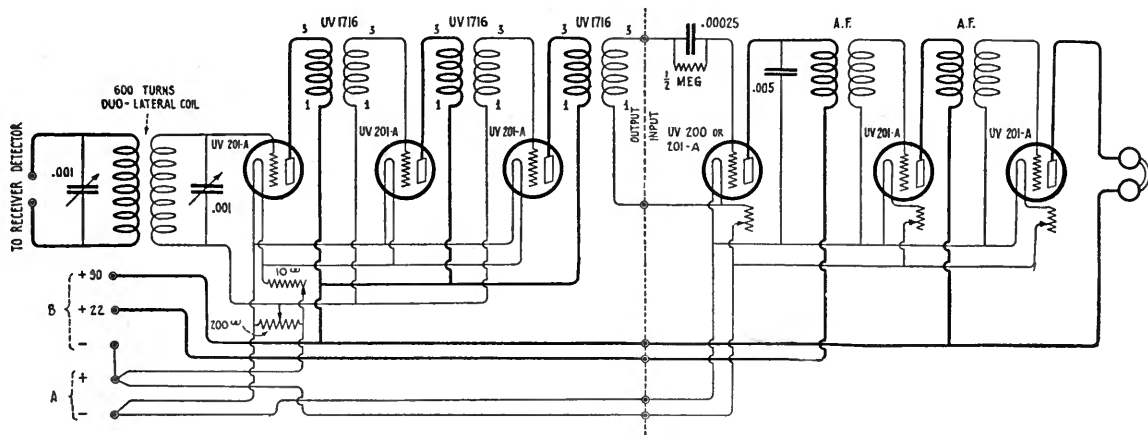 UV 1716
UV 1716
UV 1716
.00025
A.F.
A.F.
3
3
3
3
3
3
600 TURNS
DUO-LATERAL COIL
1/2
MEG
.005
1
1
1
1
1
1
OUTPUT
INPUT
UV 201-A
UV 201-A
UV 201-A
UV 200 OR
201-A
UV 201-A
UV 201-A
TO RECEIVER DETECTOR
.001
.001
10 ω
200 ω
B
+ 90
+ 22
-
A
+
-